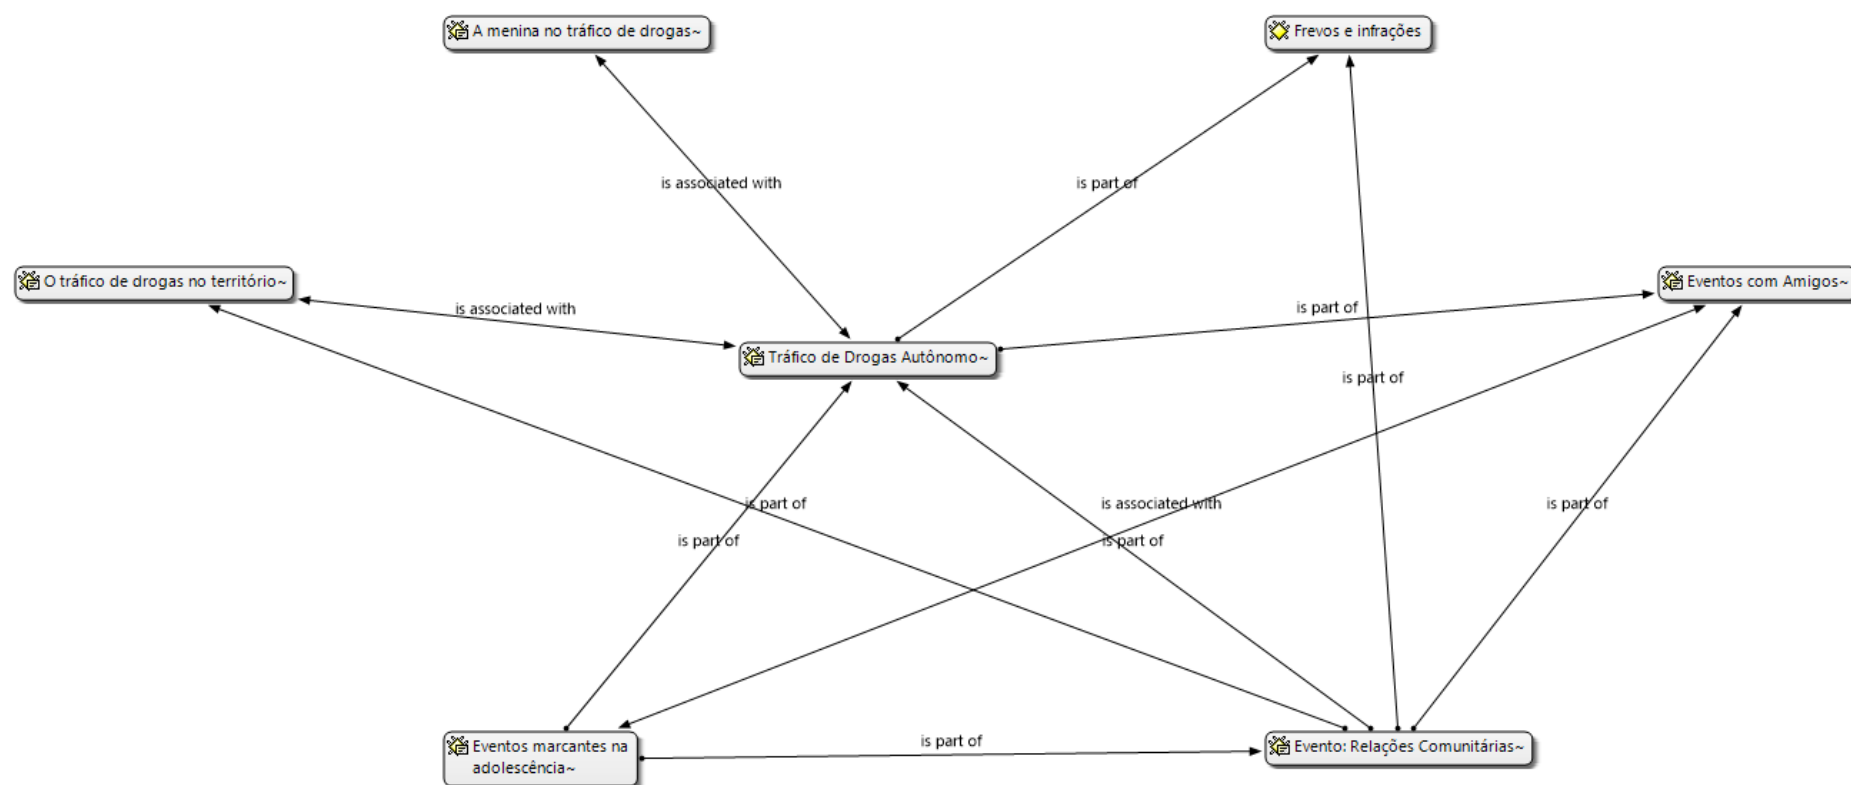 A menina no tráfico de drogas~
Frevos e infrações
is associated with
is part of
O tráfico de drogas no território~
Eventos com Amigos~
is associated with
is part of
Tráfico de Drogas Autônomo~
is part of
is part of
is associated with
is part of
is part of
is part of
Eventos marcantes na
adolescência~
is part of
Evento: Relações Comunitárias~